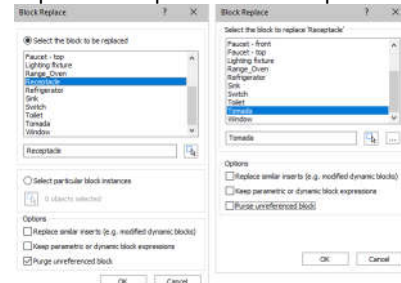 Block Replace ? ×
Select the block to be replaced
Faucet - top
Lighting fixture
Range_Oven
Receptacle
Refrigerator
Sink
Switch
Toilet
Tomada
Window
Receptacle
Select particular block instances
0 objects selected
Options
Replace similar inserts (e.g. modified dynamic blocks)
Keep parametric or dynamic block expressions
Purge unreferenced block
OK Cancel
Block Replace ? ×
Select the block to replace 'Receptacle'
Faucet - front
Faucet - top
Lighting fixture
Range_Oven
Refrigerator
Sink
Switch
Toilet
Tomada
Window
Tomada
...
Options
Replace similar inserts (e.g. modified dynamic blocks)
Keep parametric or dynamic block expressions
Purge unreferenced block
OK Cancel